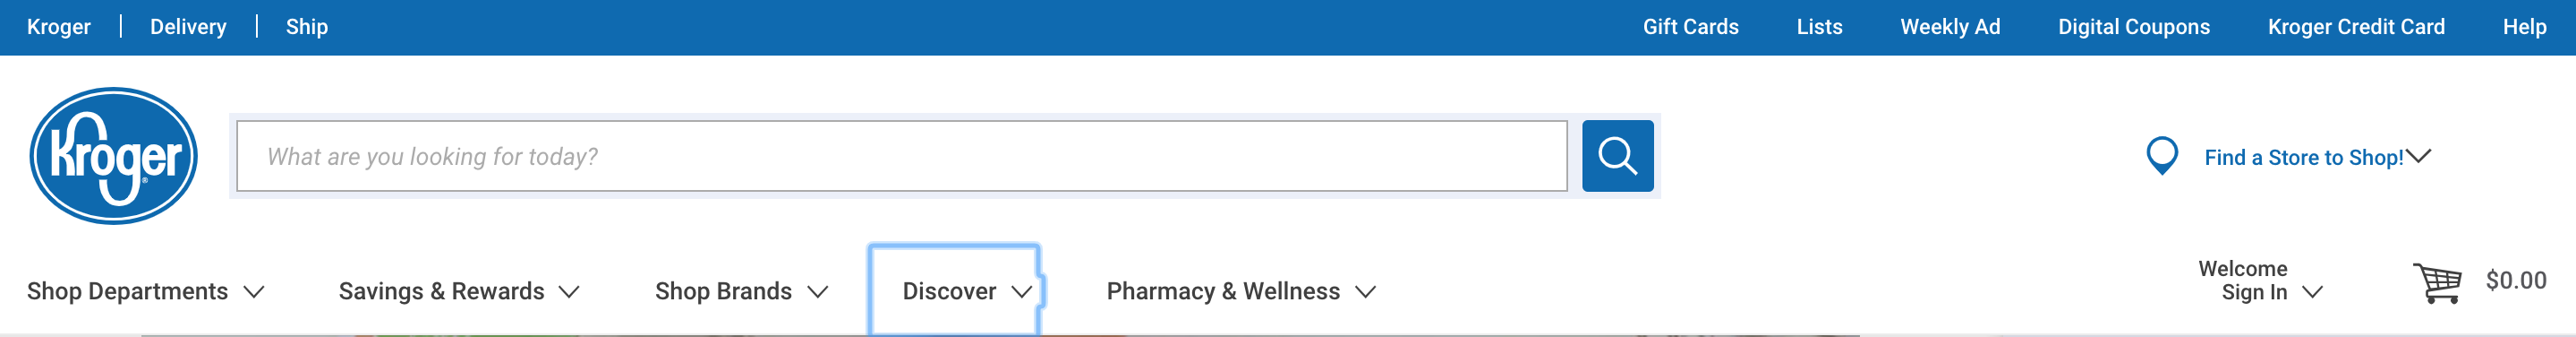 Kroger
Delivery
Ship
Gift Cards
Lists
Weekly Ad
Digital Coupons
Kroger Credit Card
Help
Kroger®
What are you looking for today?
Find a Store to Shop!
Shop Departments
Savings & Rewards
Shop Brands
Discover
Pharmacy & Wellness
Welcome
Sign In
$0.00